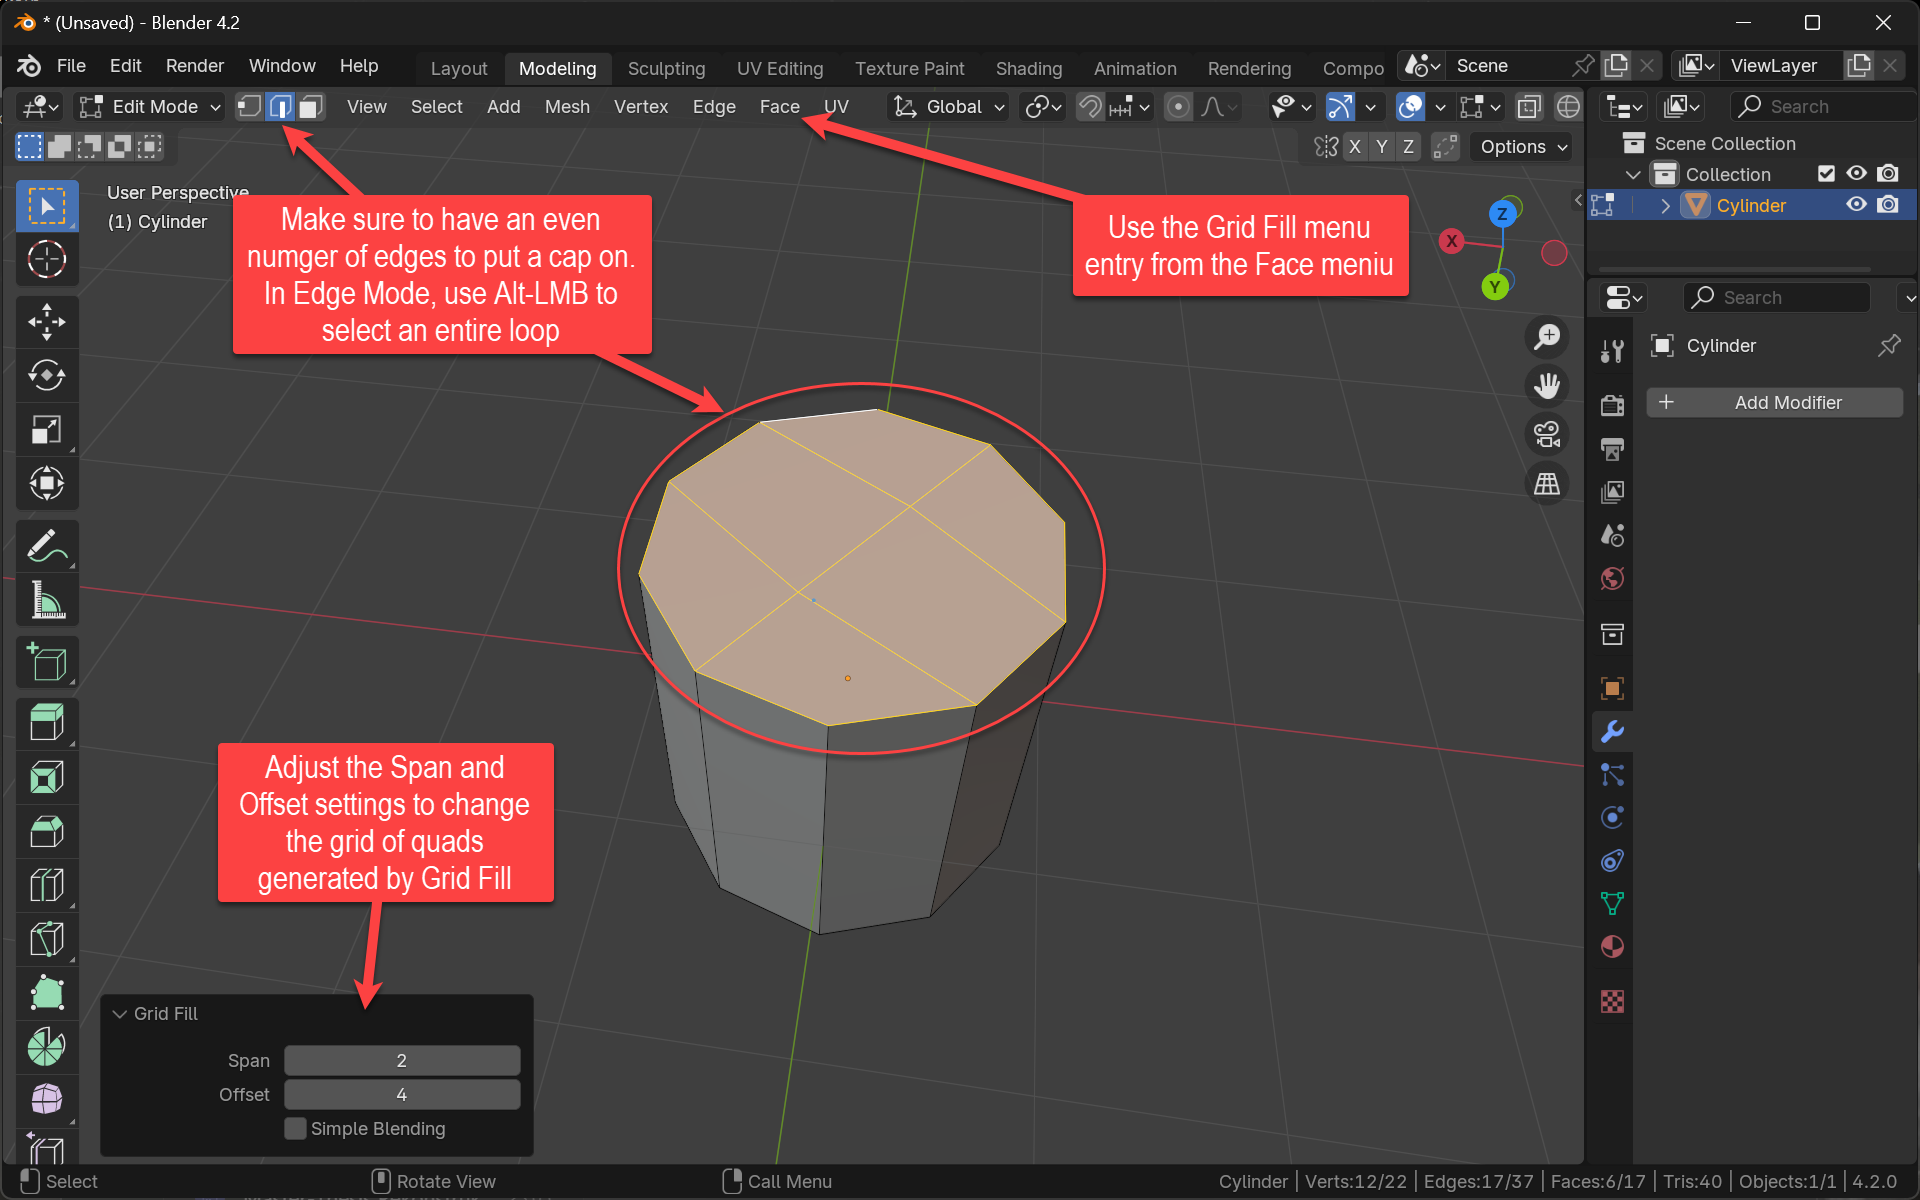 * (Unsaved) - Blender 4.2
File Edit Render Window Help
Layout Modeling Sculpting UV Editing Texture Paint Shading Animation Rendering Compo
Scene
ViewLayer
Edit Mode View Select Add Mesh Vertex Edge Face UV Global
Search
X Y Z Options
Scene Collection
Collection
Cylinder
User Perspective
(1) Cylinder
Make sure to have an even
numger of edges to put a cap on.
In Edge Mode, use Alt-LMB to
select an entire loop
Use the Grid Fill menu
entry from the Face meniu
Z
X
Y
Search
Cylinder
+ Add Modifier
Adjust the Span and
Offset settings to change
the grid of quads
generated by Grid Fill
Grid Fill
Span 2
Offset 4
Simple Blending
Select Rotate View Call Menu
Cylinder | Verts:12/22 | Edges:17/37 | Faces:6/17 | Tris:40 | Objects:1/1 | 4.2.0